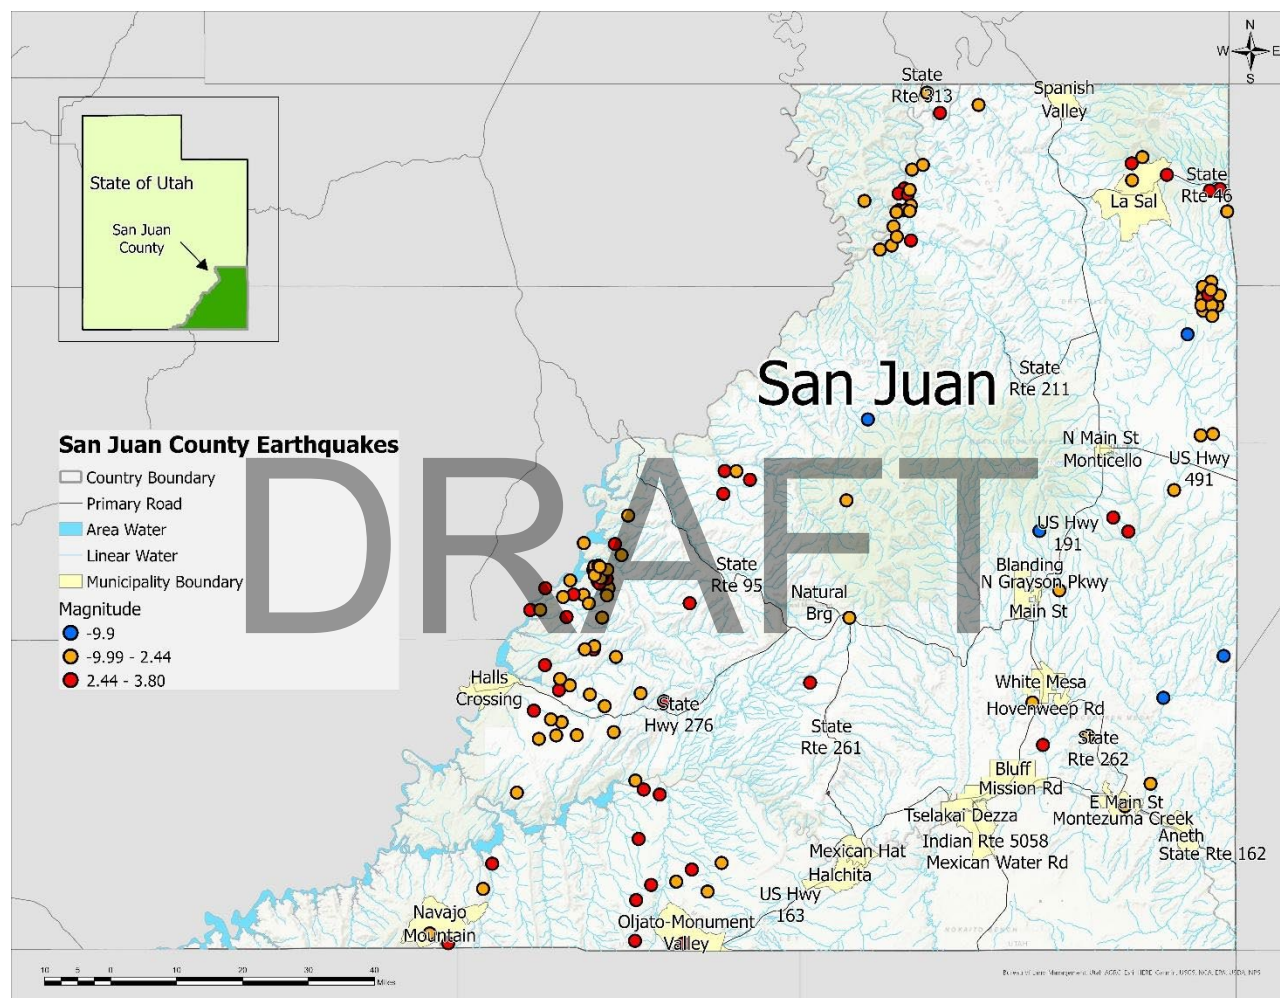 N
W
E
S
State
Rte 313
Spanish
Valley
State of Utah
San Juan
County
State
Rte 46
La Sal
San Juan
State
Rte 211
San Juan County Earthquakes
Country Boundary
Primary Road
Area Water
Linear Water
Municipality Boundary
Magnitude
-9.9
-9.99 - 2.44
2.44 - 3.80
DRAFT
N Main St
Monticello
US Hwy
491
US Hwy
191
State
Rte 95
Blanding
N Grayson Pkwy
Main St
Natural
Brg
Halls
Crossing
State
Hwy 276
White Mesa
Hovenweep Rd
State
Rte 261
State
Rte 262
Bluff
Mission Rd
Tselakai Dezza
E Main St
Montezuma Creek
Indian Rte 5058
Mexican Water Rd
Aneth
State Rte 162
Mexican Hat
Halchita
US Hwy
163
Navajo
Mountain
Oljato-Monument
Valley
UTAH
10 5 0 10 20 30 40
Miles